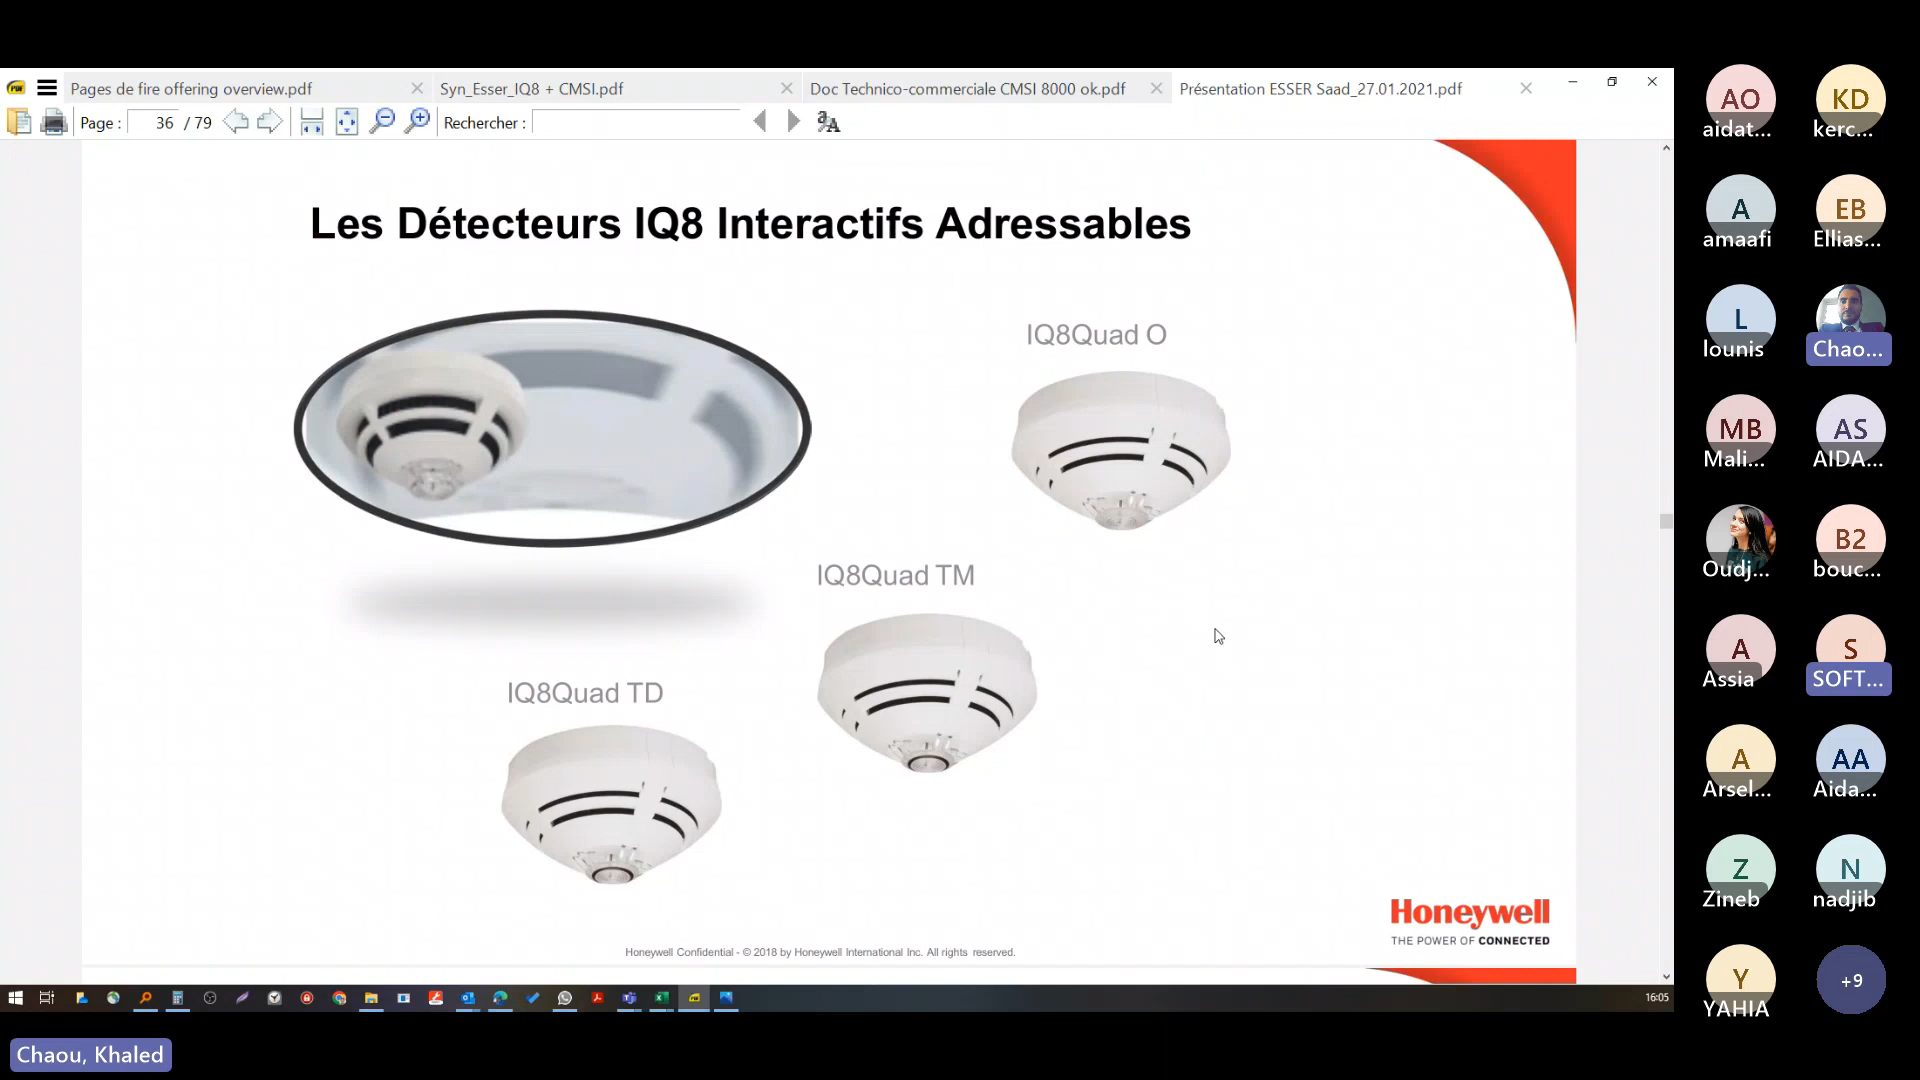 Pages de fire offering overview.pdf
Syn_Esser_IQ8 + CMSI.pdf
Doc Technico-commerciale CMSI 8000 ok.pdf
Présentation ESSER Saad_27.01.2021.pdf
Page : 36 / 79
Rechercher :
Les Détecteurs IQ8 Interactifs Adressables
IQ8Quad O
IQ8Quad TM
IQ8Quad TD
Honeywell
THE POWER OF CONNECTED
Honeywell Confidential - © 2018 by Honeywell International Inc. All rights reserved.
16:05
Chaou, Khaled
AO
aidat...
KD
kerc...
A
amaafi
EB
Ellias...
L
lounis
Chao...
MB
Mali...
AS
AIDA...
Oudj...
B2
bouc...
A
Assia
S
SOFT...
A
Arsel...
AA
Aida...
Z
Zineb
N
nadjib
Y
YAHIA
+9